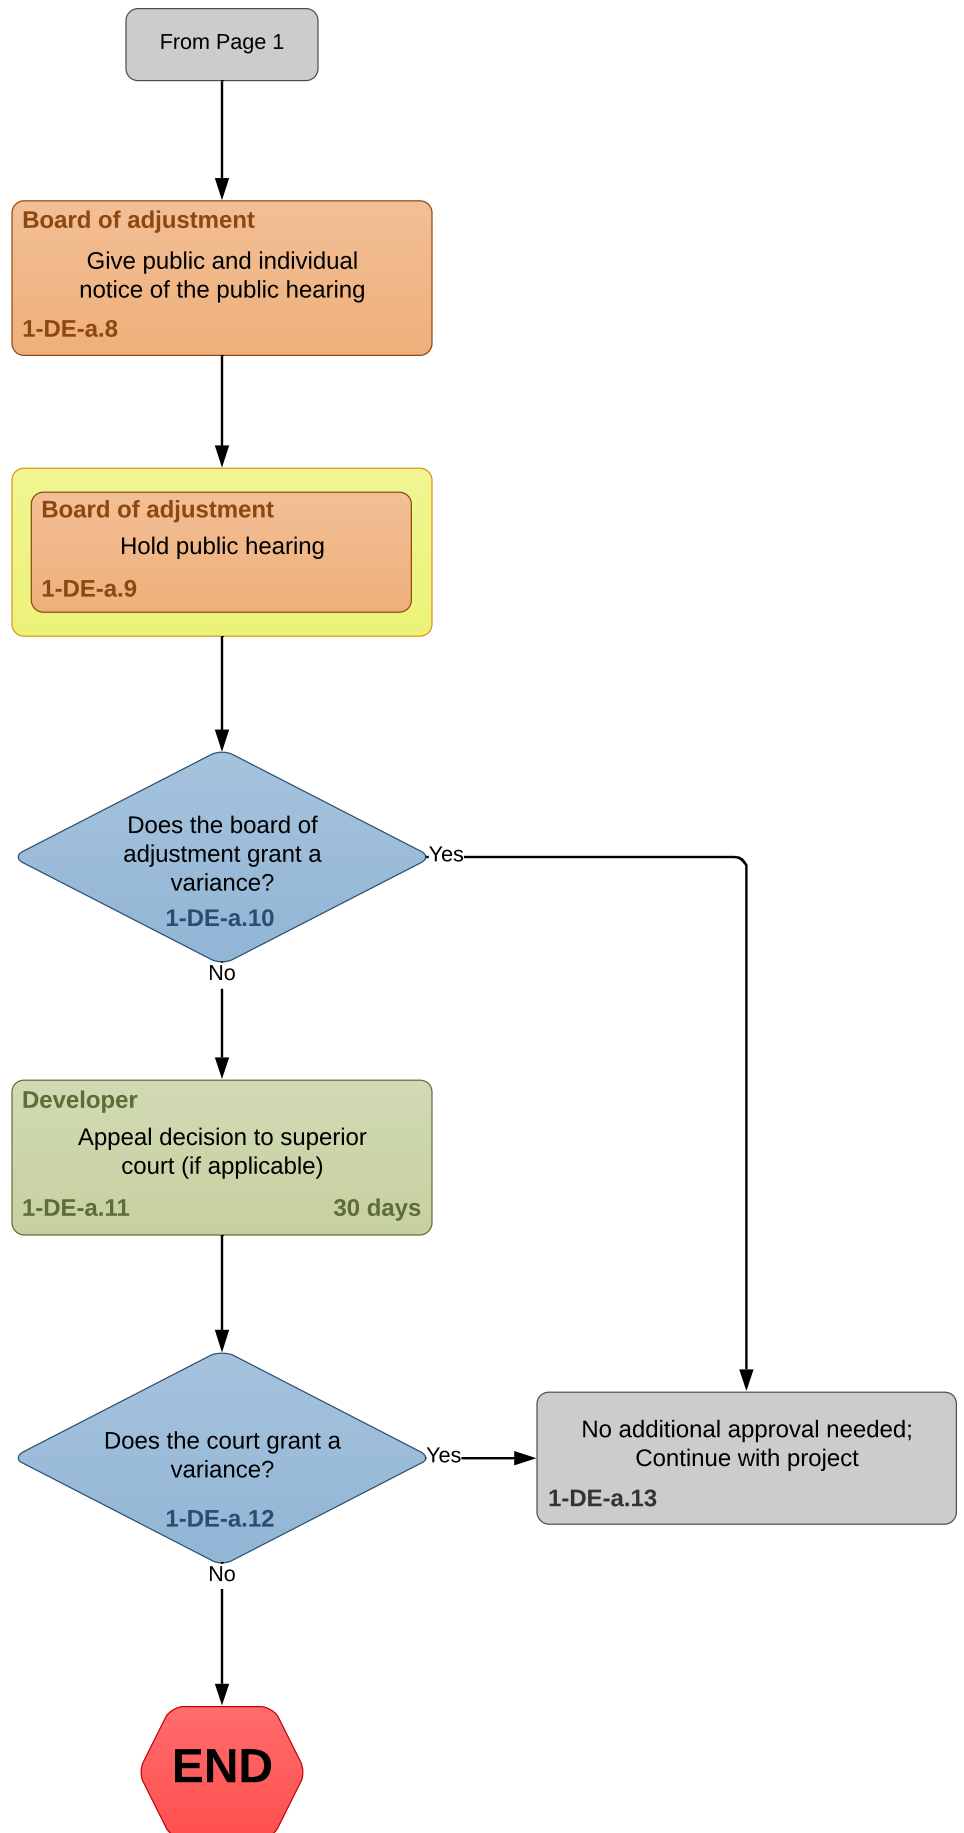 From Page 1
Board of adjustment
Give public and individual
notice of the public hearing
1-DE-a.8
Board of adjustment
Hold public hearing
1-DE-a.9
Does the board of
adjustment grant a
variance?
1-DE-a.10
Yes
No
Developer
Appeal decision to superior
court (if applicable)
1-DE-a.11 30 days
Does the court grant a
variance?
1-DE-a.12
Yes
No additional approval needed;
Continue with project
1-DE-a.13
No
END